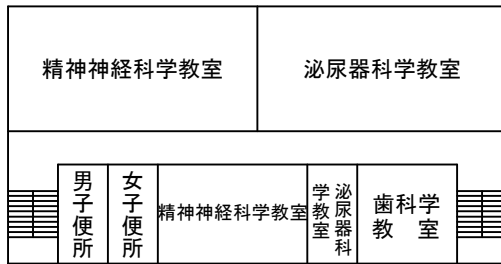 精神神経科学教室
泌尿器科学教室
男子便所
女子便所
精神神経科学教室
泌尿器科
学教室
歯科学
教　室